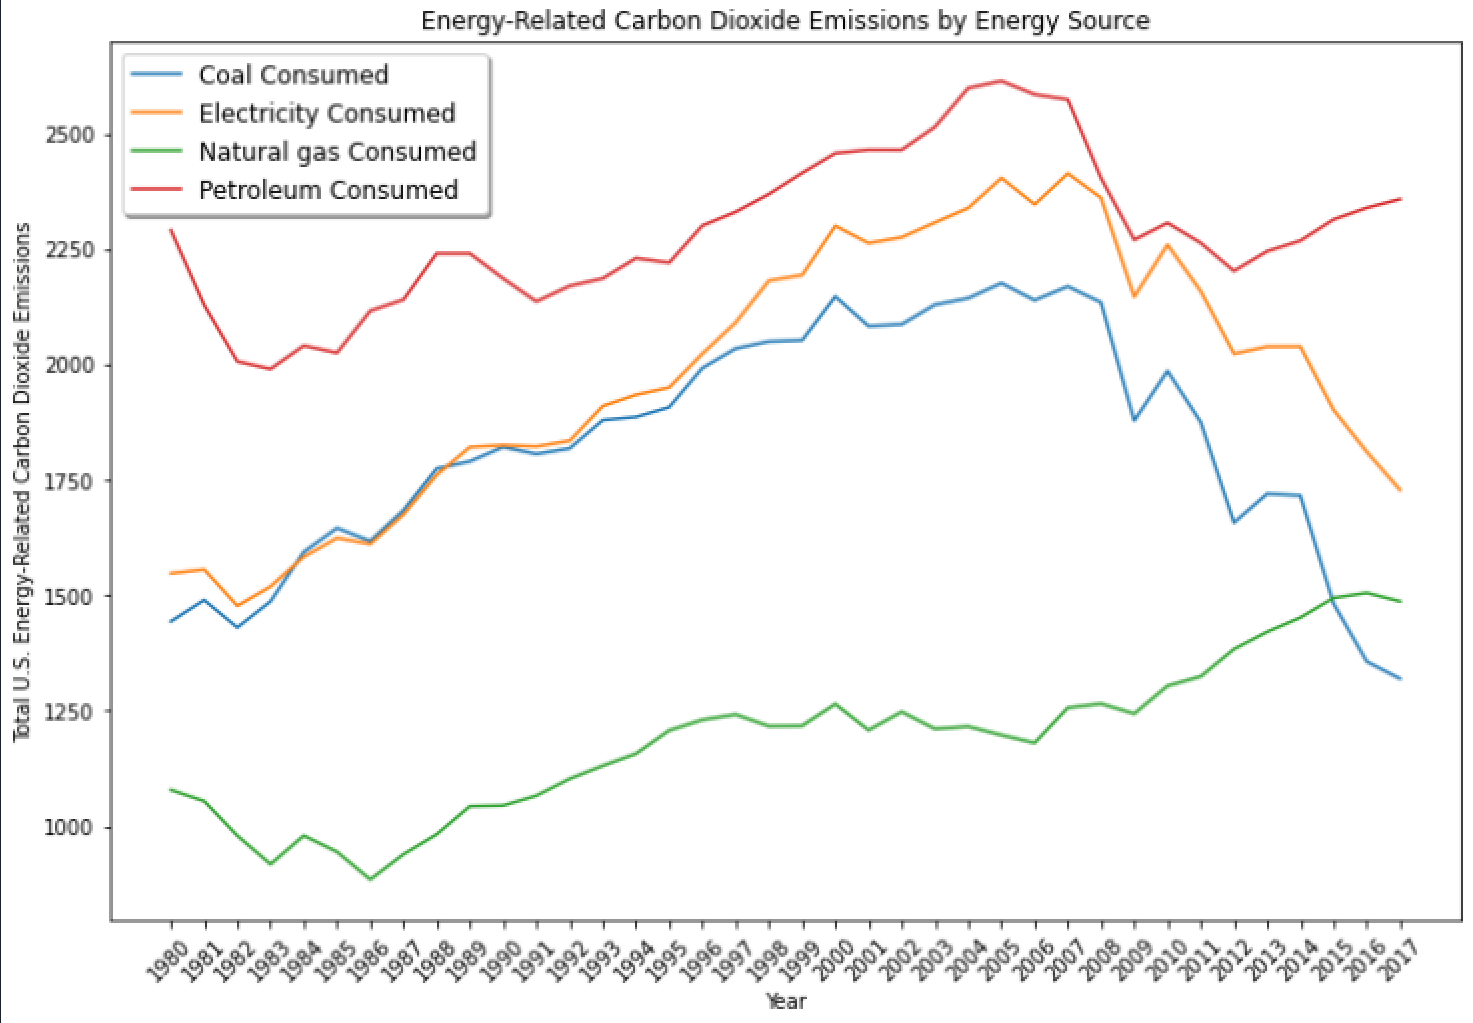 Energy-Related Carbon Dioxide Emissions by Energy Source
Coal Consumed
Electricity Consumed
Natural gas Consumed
Petroleum Consumed
Total U.S. Energy-Related Carbon Dioxide Emissions
2500
2250
2000
1750
1500
1250
1000
1980 1981 1982 1983 1984 1985 1986 1987 1988 1989 1990 1991 1992 1993 1994 1995 1996 1997 1998 1999 2000 2001 2002 2003 2004 2005 2006 2007 2008 2009 2010 2011 2012 2013 2014 2015 2016 2017
Year